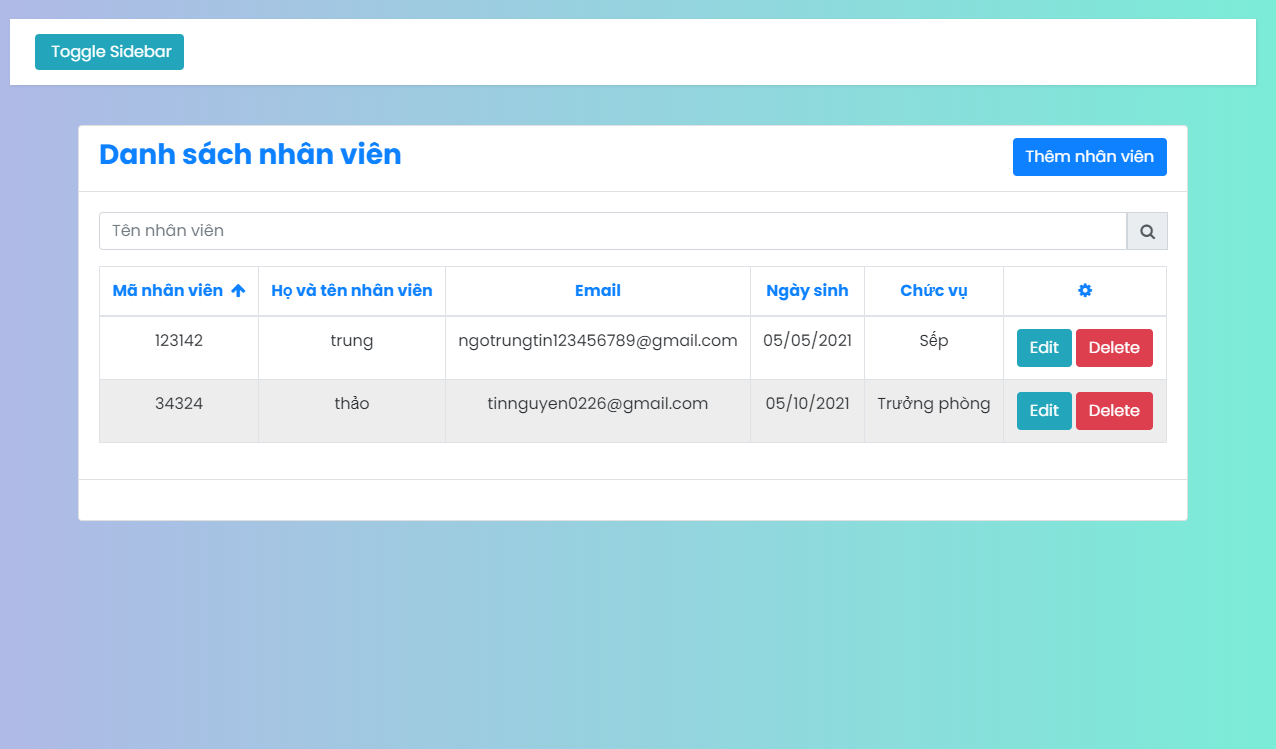 Toggle Sidebar
Danh sách nhân viên
Thêm nhân viên
Tên nhân viên
Mã nhân viên Họ và tên nhân viên Email Ngày sinh Chức vụ
123142 trung ngotrungtin123456789@gmail.com 05/05/2021 Sếp Edit Delete
34324 thảo tinnguyen0226@gmail.com 05/10/2021 Trưởng phòng Edit Delete